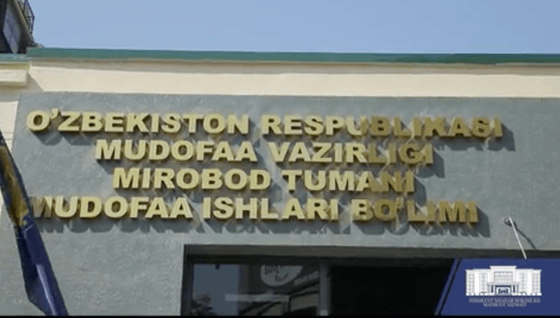 O'ZBEKISTON RESPUBLIKASI
MUDOFAA VAZIRLIGI
MIROBOD TUMANI
MUDOFAA ISHLARI BO'LIMI